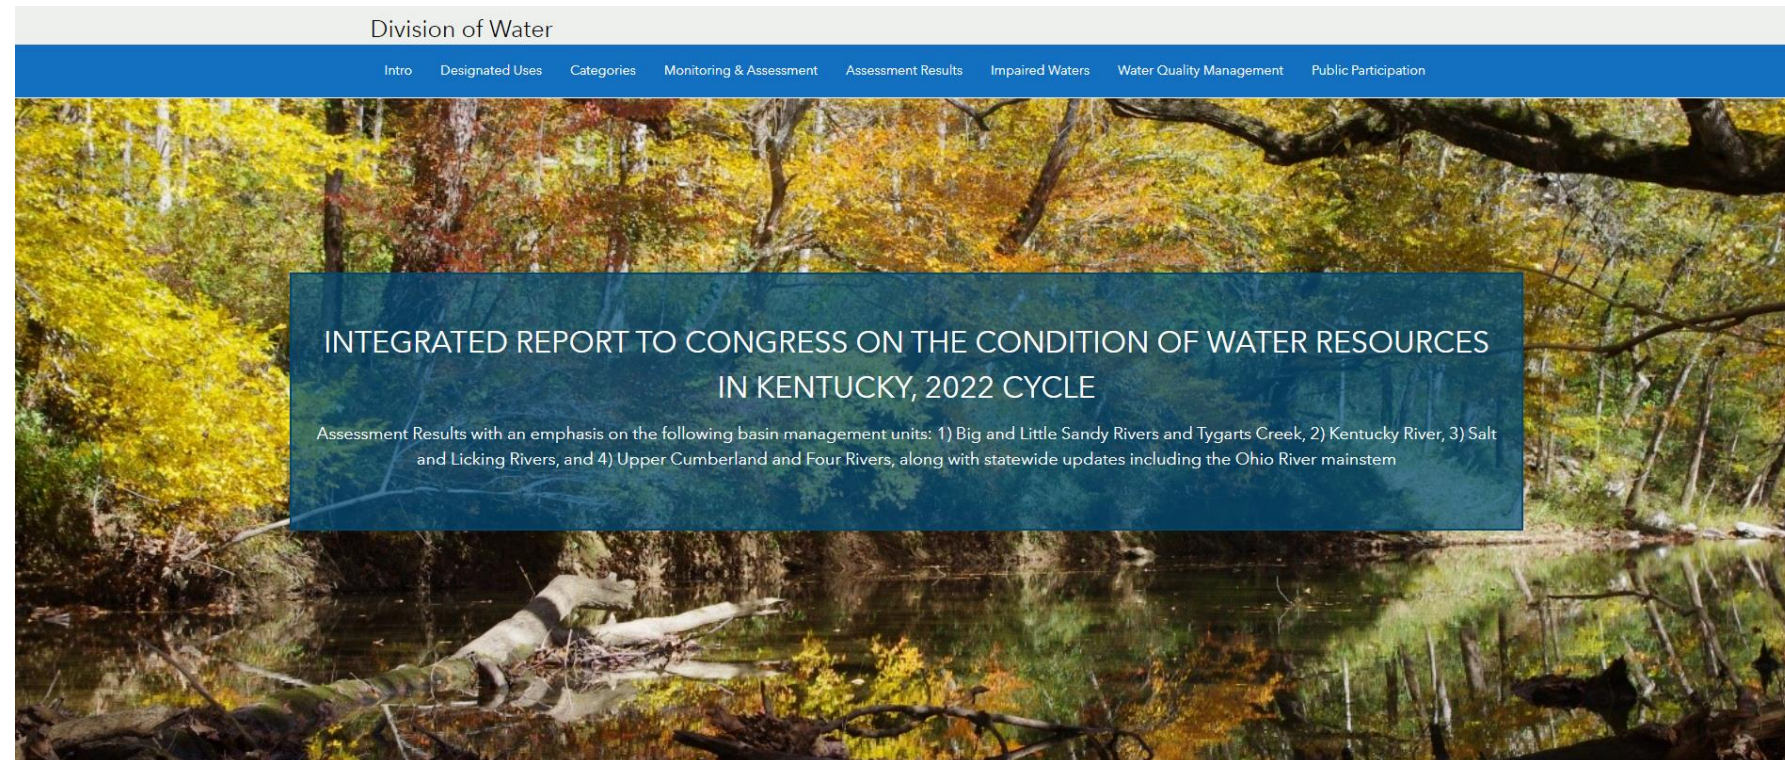 Division of Water
Intro Designated Uses Categories Monitoring & Assessment Assessment Results Impaired Waters Water Quality Management Public Participation
INTEGRATED REPORT TO CONGRESS ON THE CONDITION OF WATER RESOURCES
IN KENTUCKY, 2022 CYCLE
Assessment Results with an emphasis on the following basin management units: 1) Big and Little Sandy Rivers and Tygarts Creek, 2) Kentucky River, 3) Salt
and Licking Rivers, and 4) Upper Cumberland and Four Rivers, along with statewide updates including the Ohio River mainstem